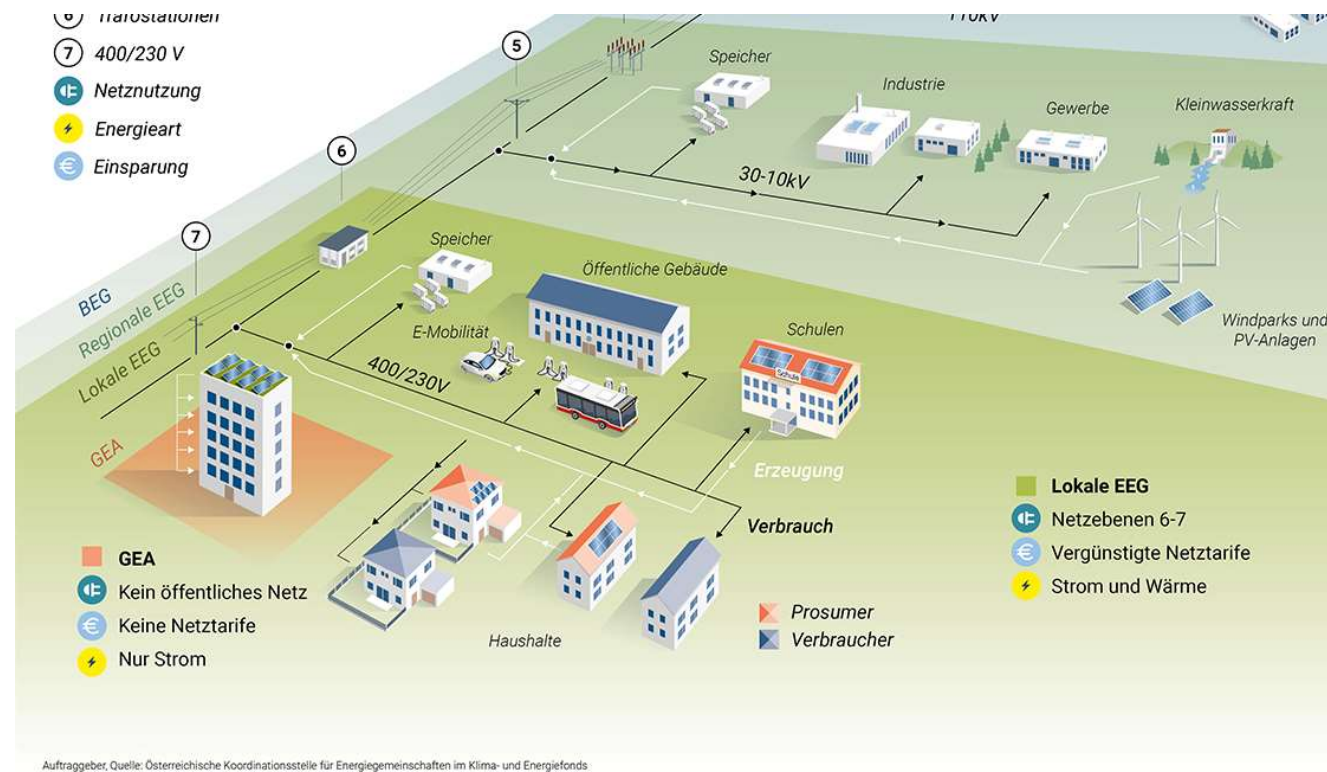 6 Trafostationen
7 400/230 V
Netznutzung
Energieart
Einsparung
110kV
5
Speicher
Industrie
Gewerbe
Kleinwasserkraft
6
30-10kV
7
Speicher
Öffentliche Gebäude
E-Mobilität
Schulen
Windparks und
PV-Anlagen
BEG
Regionale EEG
Lokale EEG
GEA
400/230V
Schule
Erzeugung
Verbrauch
GEA
Kein öffentliches Netz
Keine Netztarife
Nur Strom
Haushalte
Prosumer
Verbraucher
Lokale EEG
Netzebenen 6-7
Vergünstigte Netztarife
Strom und Wärme
Auftraggeber, Quelle: Österreichische Koordinationsstelle für Energiegemeinschaften im Klima- und Energiefonds